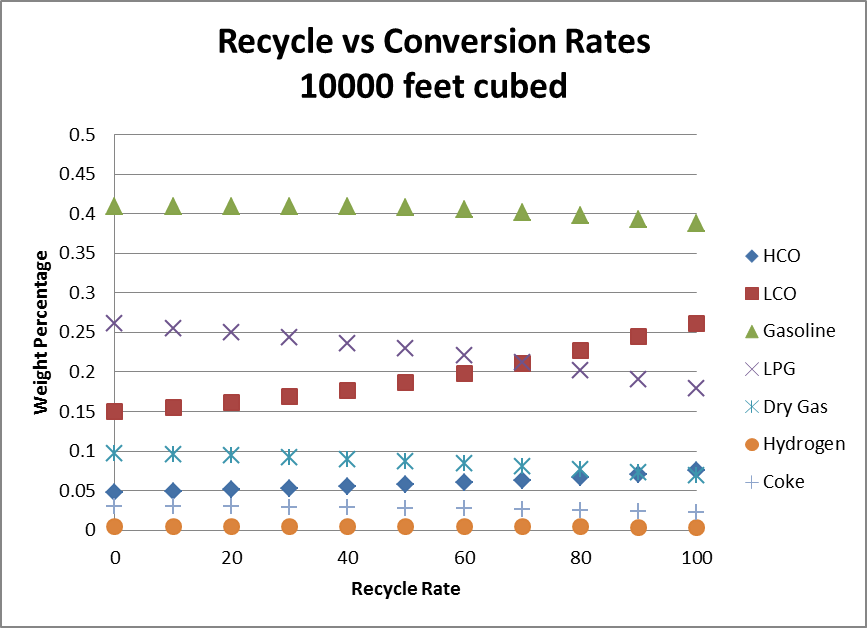 Recycle vs Conversion Rates
10000 feet cubed
0.5
0.45
0.4
0.35
0.3
0.25
0.2
0.15
0.1
0.05
0
Weight Percentage
0 20 40 60 80 100
Recycle Rate
HCO
LCO
Gasoline
LPG
Dry Gas
Hydrogen
Coke